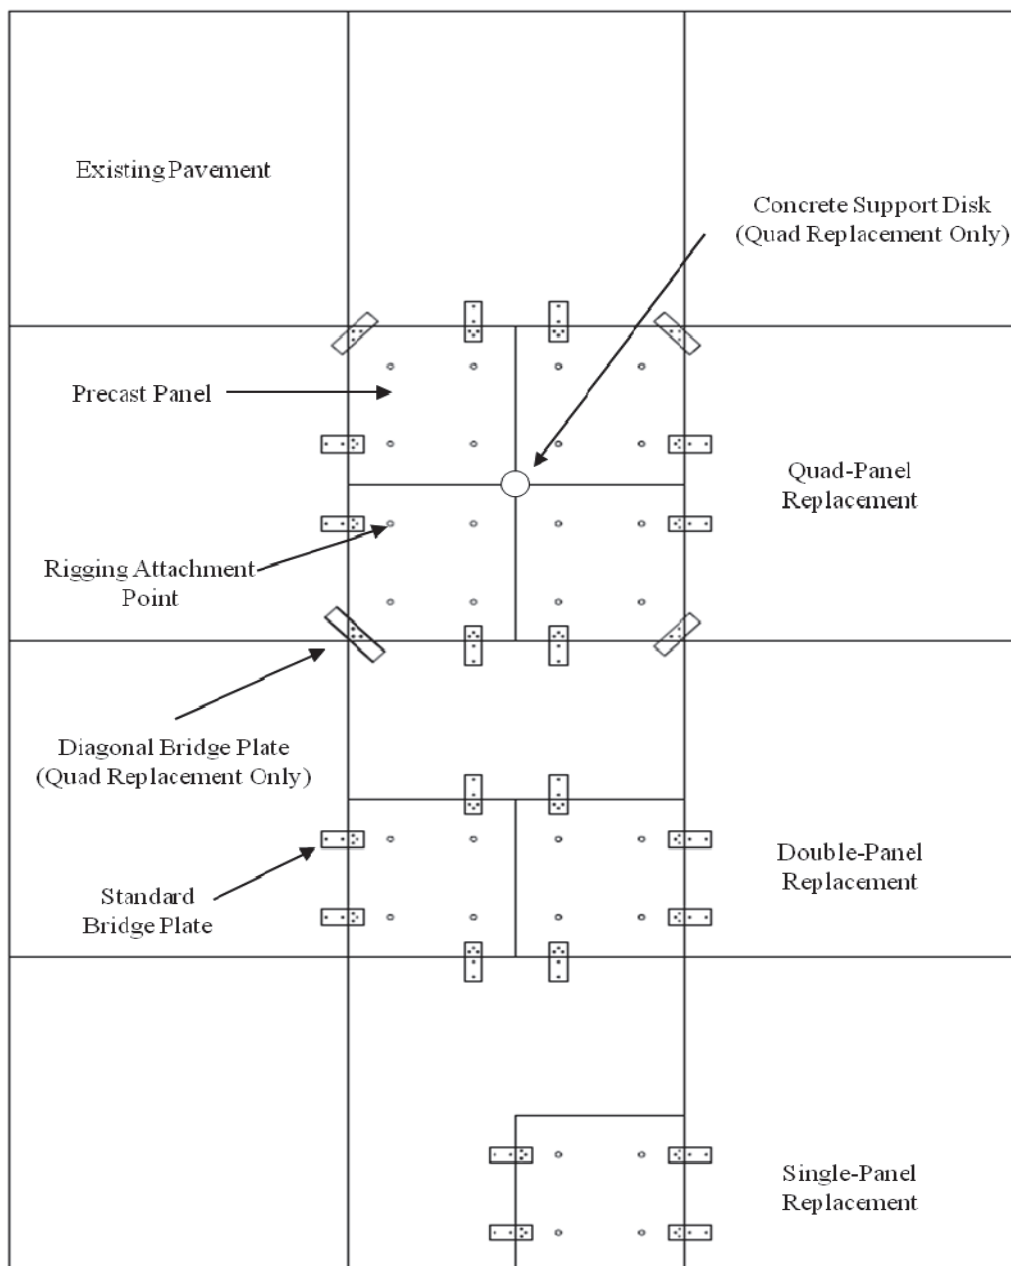 Existing Pavement
Concrete Support Disk
(Quad Replacement Only)
Precast Panel
Quad-Panel
Replacement
Rigging Attachment
Point
Diagonal Bridge Plate
(Quad Replacement Only)
Double-Panel
Replacement
Standard
Bridge Plate
Single-Panel
Replacement